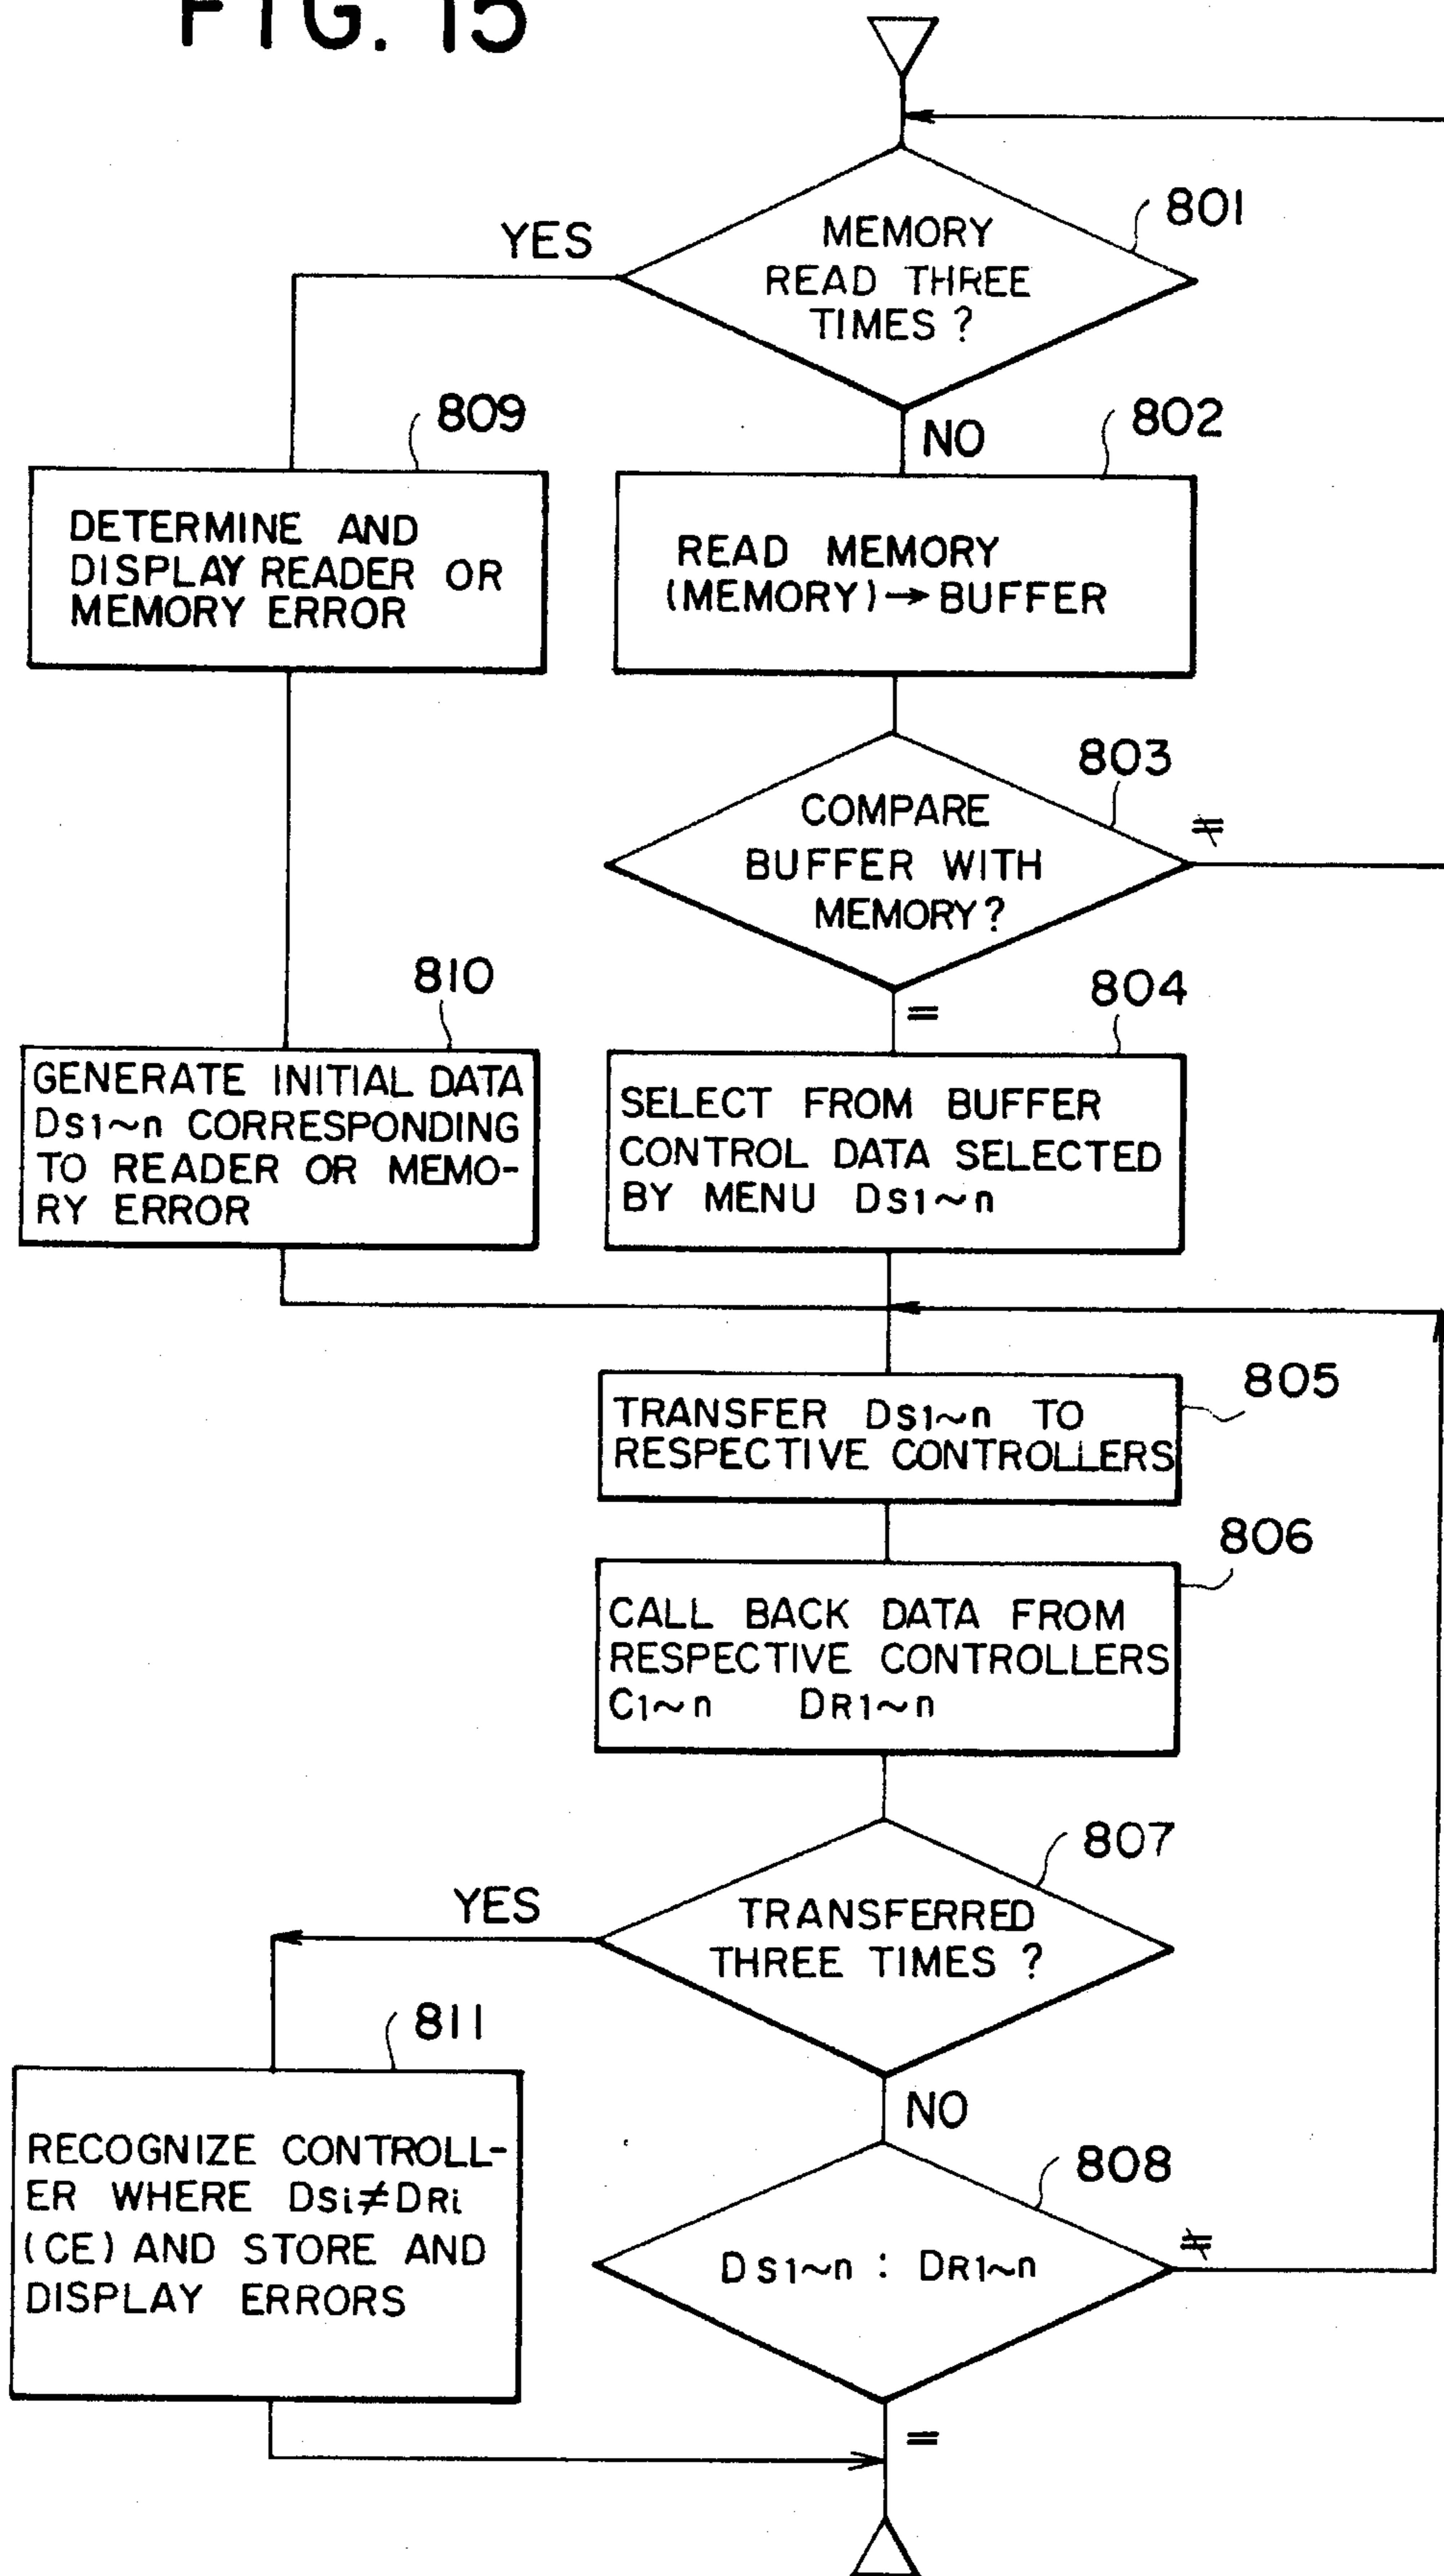 FIG. 15
801
YES
MEMORY
READ THREE
TIMES ?
809
802
NO
DETERMINE AND
DISPLAY READER OR
MEMORY ERROR
READ MEMORY
(MEMORY)→BUFFER
803
COMPARE
BUFFER WITH
MEMORY?
≠
810
804
=
GENERATE INITIAL DATA
DS1~n CORRESPONDING
TO READER OR MEMO-
RY ERROR
SELECT FROM BUFFER
CONTROL DATA SELECTED
BY MENU DS1~n
805
TRANSFER DS1~n TO
RESPECTIVE CONTROLLERS
806
CALL BACK DATA FROM
RESPECTIVE CONTROLLERS
C1~n DR1~n
807
YES
TRANSFERRED
THREE TIMES ?
811
NO
RECOGNIZE CONTROLL-
ER WHERE DSi≠DRi
(CE) AND STORE AND
DISPLAY ERRORS
808
DS1~n : DR1~n
≠
=